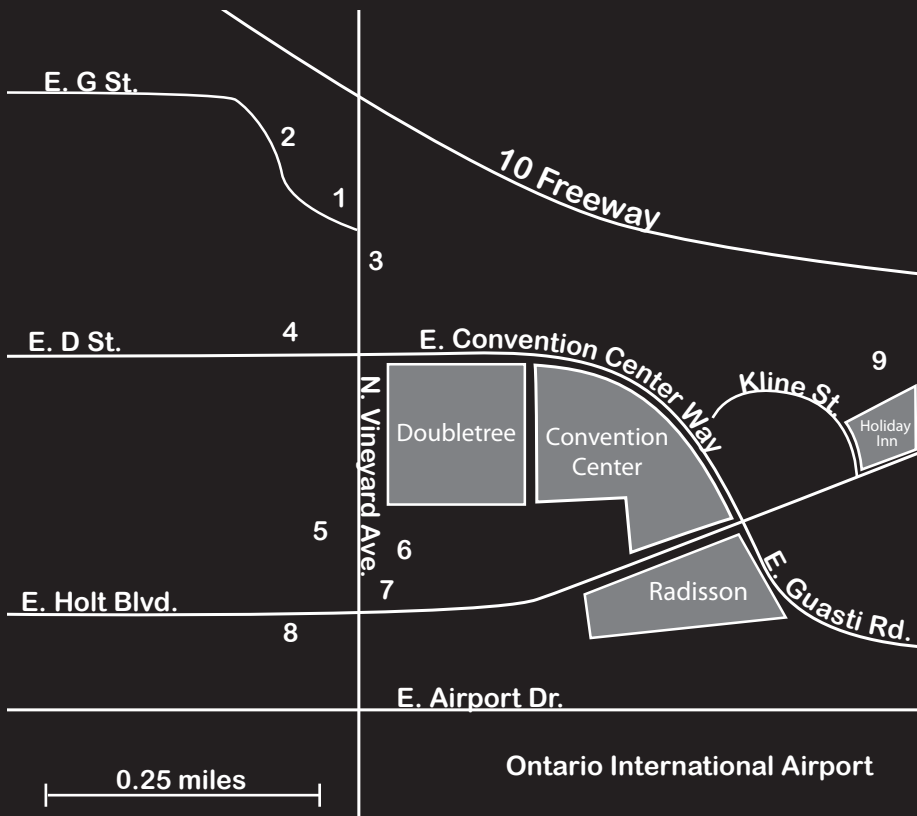 E. G St.
2
10 Freeway
1
3
E. D St.
4
E. Convention Center Way
9
Kline St.
N. Vineyard Ave.
Doubletree
Convention
Center
Holiday
Inn
5
6
7
E. Holt Blvd.
8
Radisson
E. Guasti Rd.
E. Airport Dr.
0.25 miles
Ontario International Airport